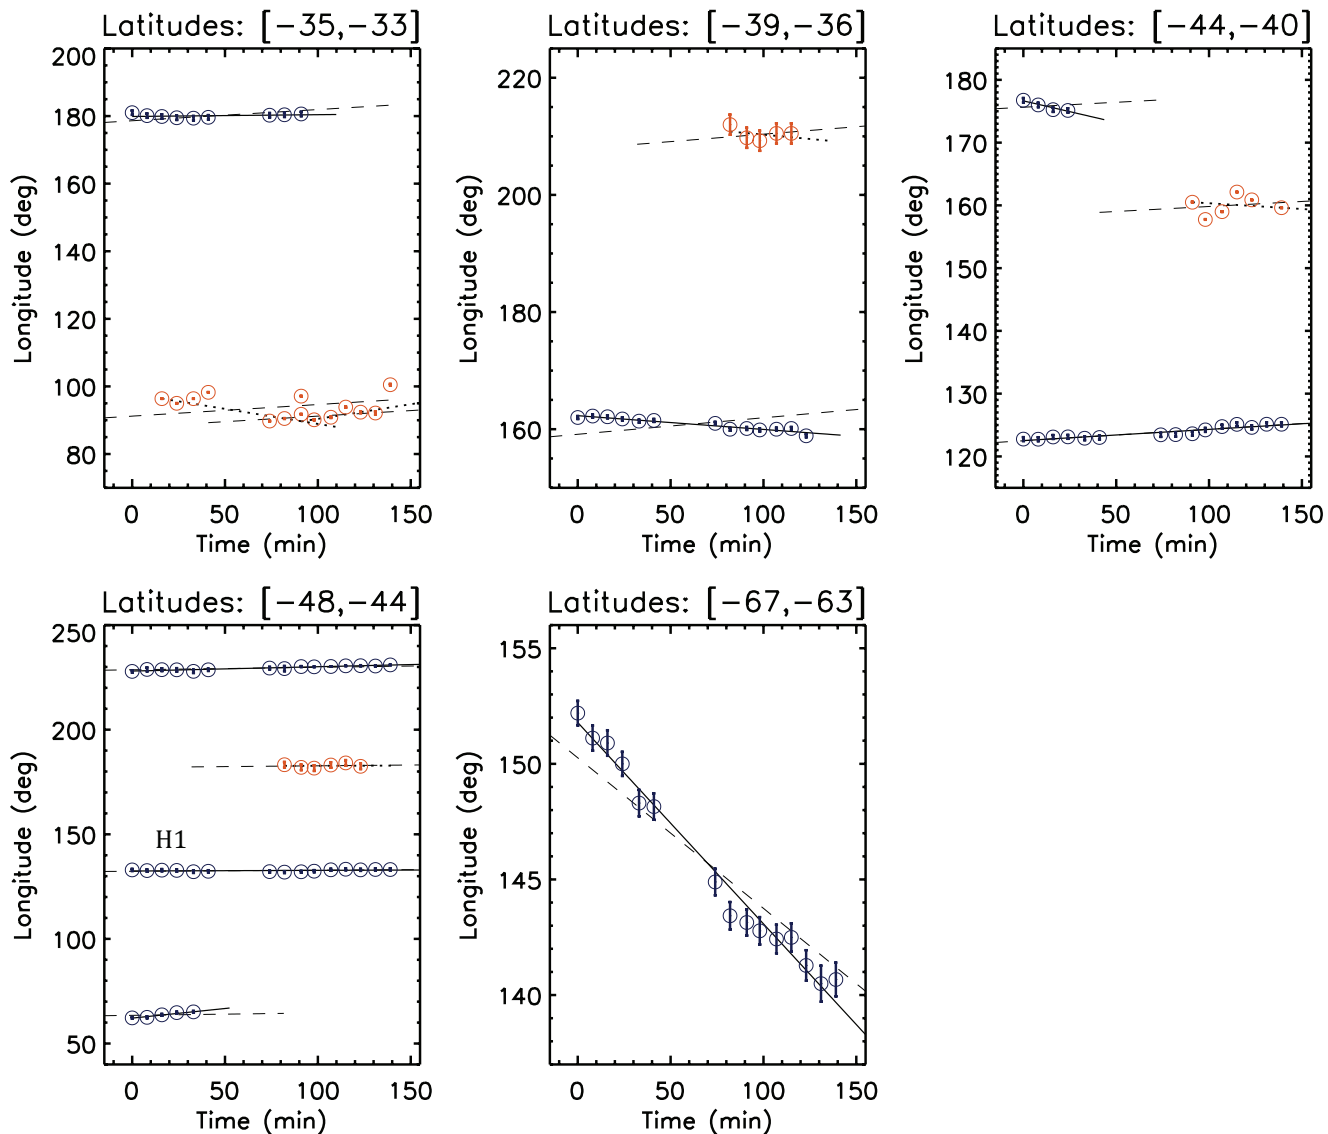 Latitudes: [−35,−33]
200
180
160
140
120
100
80
Longitude (deg)
0 50 100 150
Time (min)
Latitudes: [−39,−36]
220
200
180
160
Longitude (deg)
0 50 100 150
Time (min)
Latitudes: [−44,−40]
180
170
160
150
140
130
120
Longitude (deg)
0 50 100 150
Time (min)
Latitudes: [−48,−44]
250
200
150
100
50
Longitude (deg)
H1
0 50 100 150
Time (min)
Latitudes: [−67,−63]
155
150
145
140
Longitude (deg)
0 50 100 150
Time (min)